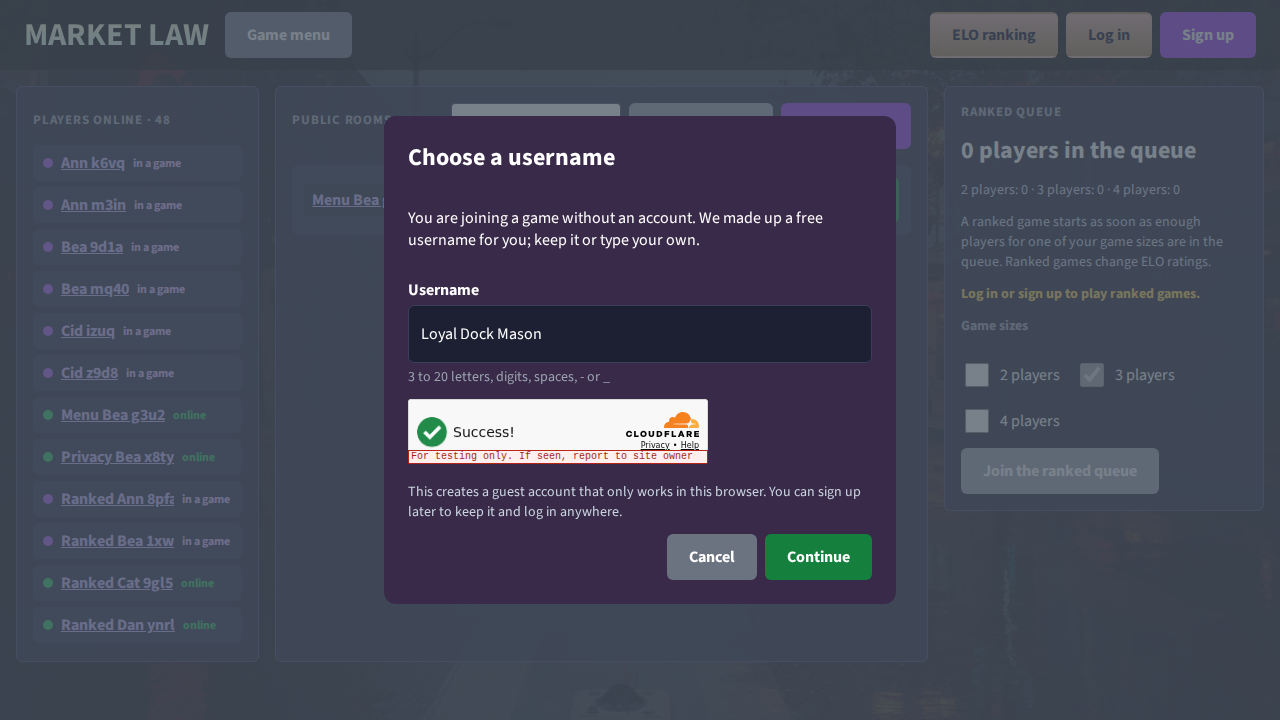 MARKET LAW
Game menu
ELO ranking
Log in
Sign up
PLAYERS ONLINE · 48
Ann k6vq in a game
Ann m3in in a game
Bea 9d1a in a game
Bea mq40 in a game
Cid izuq in a game
Cid z9d8 in a game
Menu Bea g3u2 online
Privacy Bea x8ty online
Ranked Ann 8pfa in a game
Ranked Bea 1xw in a game
Ranked Cat 9gl5 online
Ranked Dan ynrl online
PUBLIC ROOMS
Menu Bea
Choose a username
You are joining a game without an account. We made up a free
username for you; keep it or type your own.
Username
Loyal Dock Mason
3 to 20 letters, digits, spaces, - or _
Success!
CLOUDFLARE
Privacy • Help
For testing only. If seen, report to site owner
This creates a guest account that only works in this browser. You can sign up
later to keep it and log in anywhere.
Cancel
Continue
RANKED QUEUE
0 players in the queue
2 players: 0 · 3 players: 0 · 4 players: 0
A ranked game starts as soon as enough
players for one of your game sizes are in the
queue. Ranked games change ELO ratings.
Log in or sign up to play ranked games.
Game sizes
2 players
3 players
4 players
Join the ranked queue